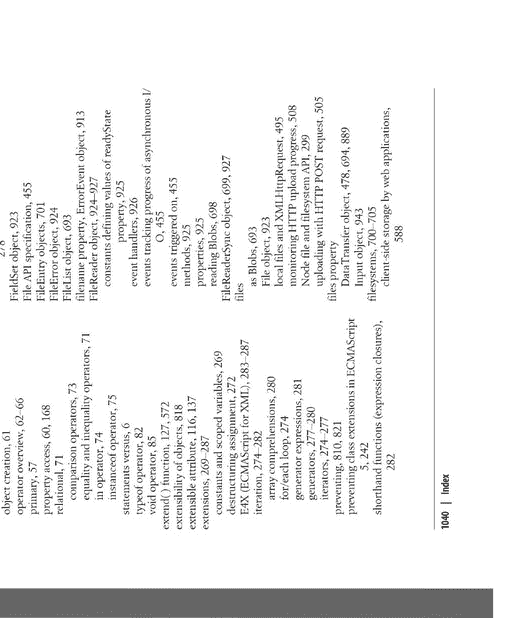 object creation, 61
operator overview, 62–66
primary, 57
property access, 60, 168
relational, 71
comparison operators, 73
equality and inequality operators, 71
in operator, 74
instanceof operator, 75
statements versus, 6
typeof operator, 82
void operator, 85
extend( ) function, 127, 572
extensibility of objects, 818
extensible attribute, 116, 137
extensions, 269–287
constants and scoped variables, 269
destructuring assignment, 272
E4X (ECMAScript for XML), 283–287
iteration, 274–282
array comprehensions, 280
for/each loop, 274
generator expressions, 281
generators, 277–280
iterators, 274–277
preventing, 810, 821
preventing class extensions in ECMAScript
5, 242
shorthand functions (expression closures),
282
278
FieldSet object, 923
File API specification, 455
FileEntry objects, 701
FileError object, 924
FileList object, 693
filename property, ErrorEvent object, 913
FileReader object, 924–927
constants defining values of readyState
property, 925
event handlers, 926
events tracking progress of asynchronous I/
O, 455
events triggered on, 455
methods, 925
properties, 925
reading Blobs, 698
FileReaderSync object, 699, 927
files
as Blobs, 693
File object, 923
local files and XMLHttpRequest, 495
monitoring HTTP upload progress, 508
Node file and filesystem API, 299
uploading with HTTP POST request, 505
files property
DataTransfer object, 478, 694, 889
Input object, 943
filesystems, 700–705
client-side storage by web applications,
588
1040 | Index